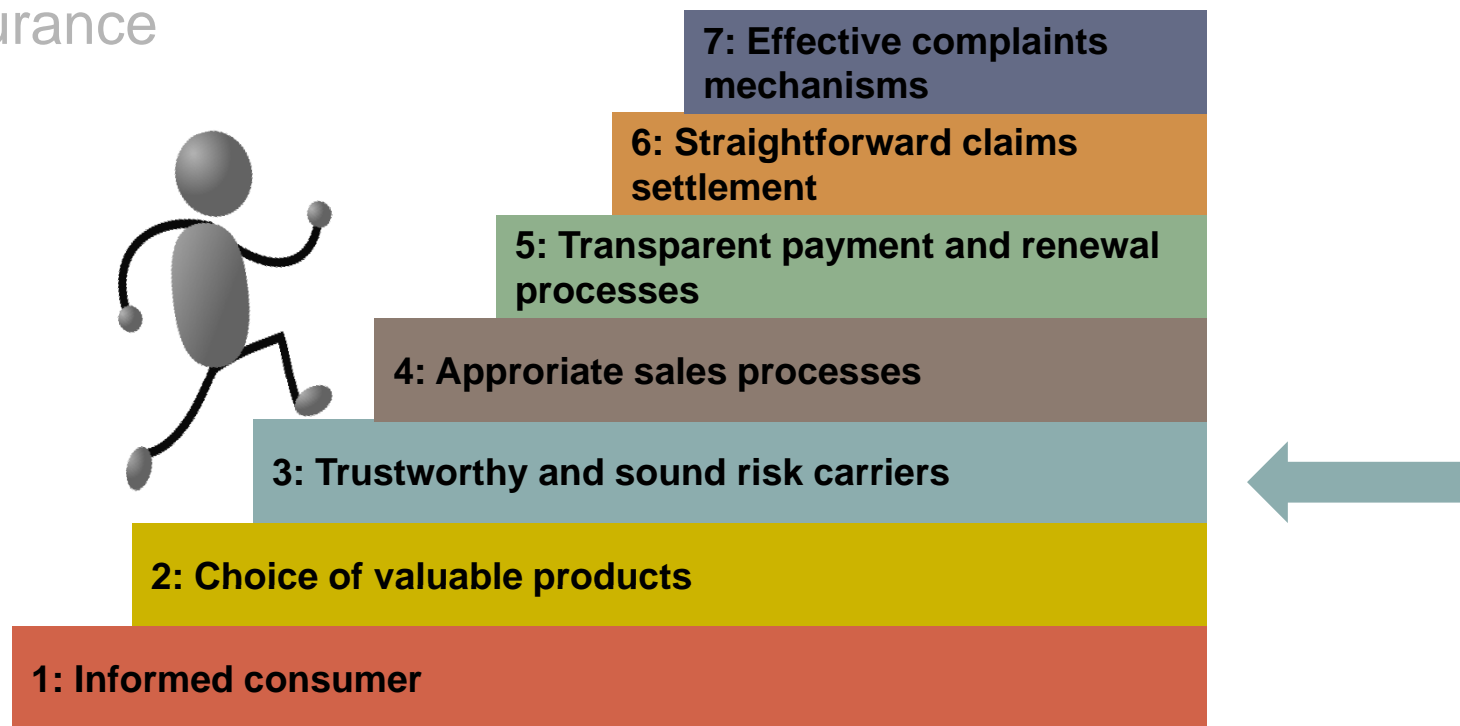 urance
7: Effective complaints
mechanisms
6: Straightforward claims
settlement
5: Transparent payment and renewal
processes
4: Approriate sales processes
3: Trustworthy and sound risk carriers
2: Choice of valuable products
1: Informed consumer